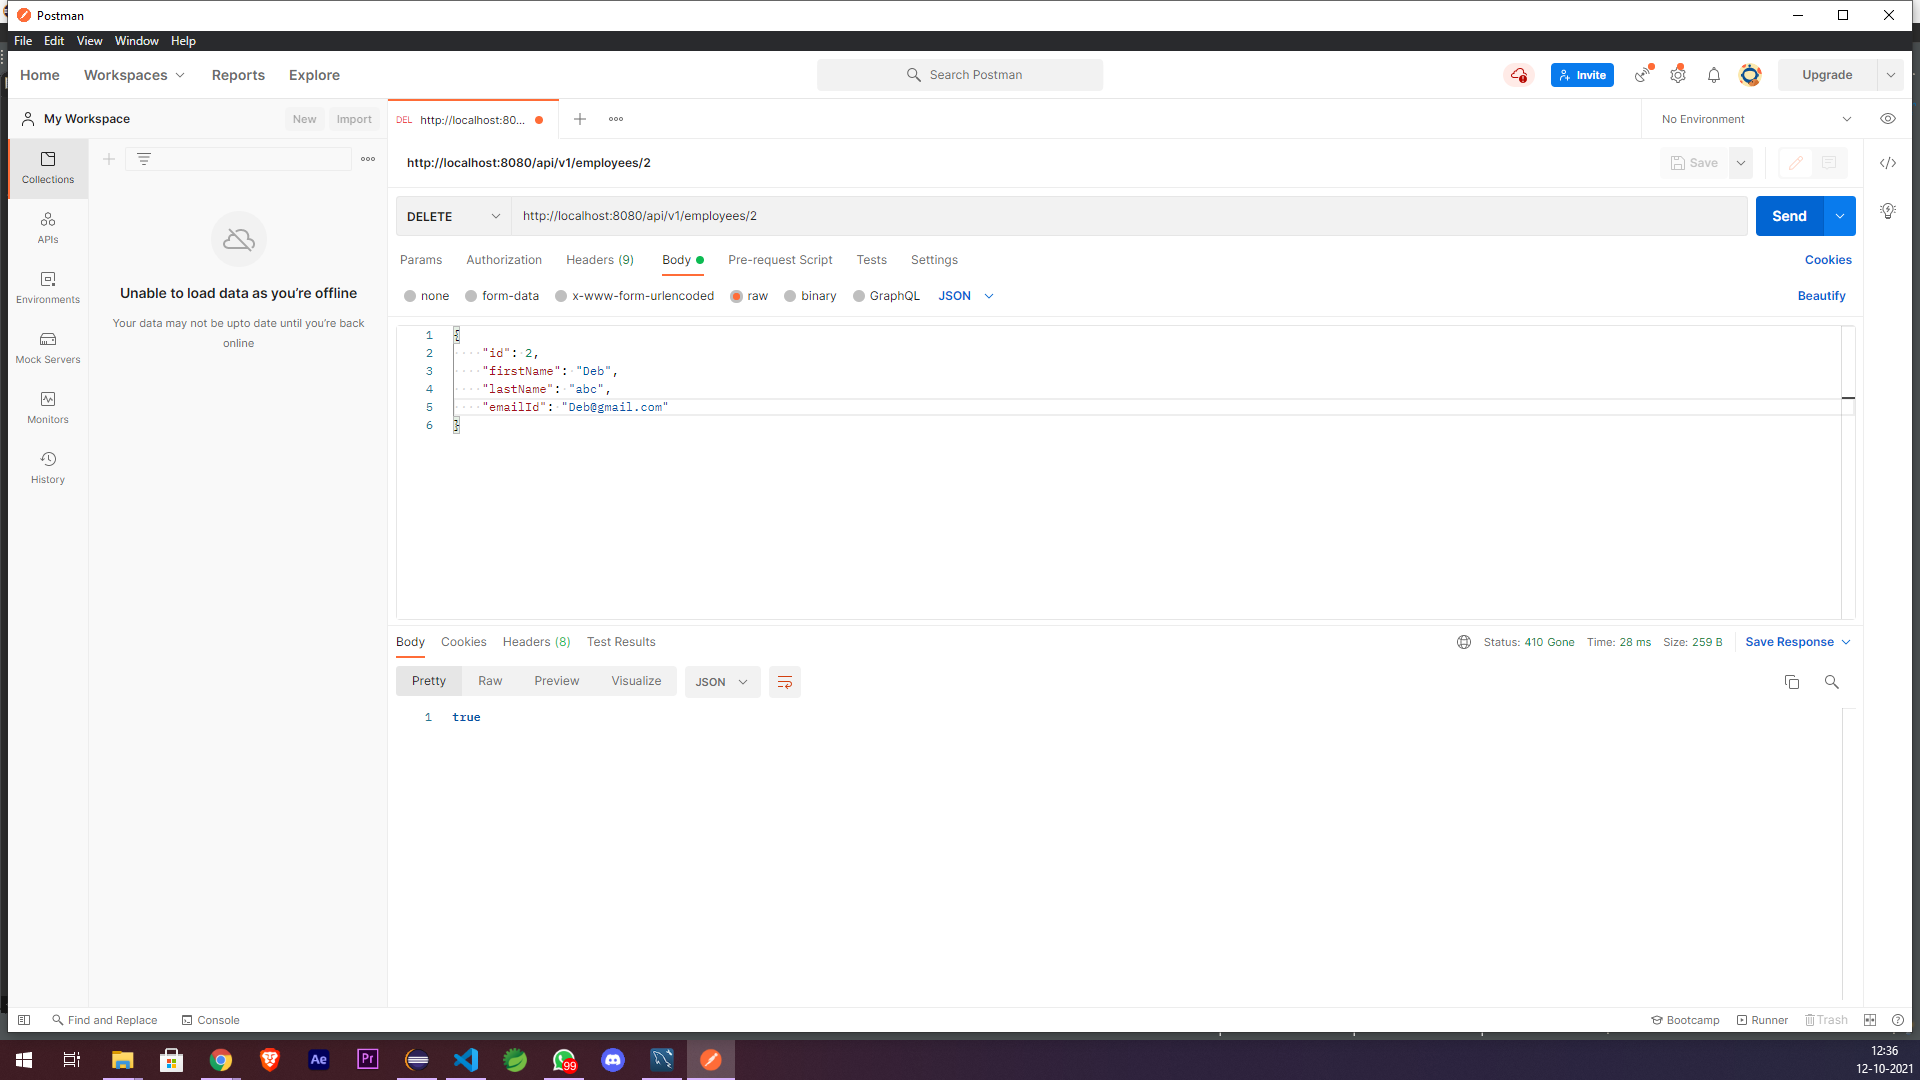 Postman
File Edit View Window Help
Home Workspaces Reports Explore
Search Postman
Invite
Upgrade
My Workspace
New Import
DEL http://localhost:80...
No Environment
Collections
APIs
Environments
Mock Servers
Monitors
History
Unable to load data as you're offline
Your data may not be upto date until you're back
online
http://localhost:8080/api/v1/employees/2
Save
DELETE
http://localhost:8080/api/v1/employees/2
Send
Params Authorization Headers (9) Body Pre-request Script Tests Settings
Cookies
none form-data x-www-form-urlencoded raw binary GraphQL JSON
Beautify
1 {
2 "id": 2,
3 "firstName": "Deb",
4 "lastName": "abc",
5 "emailId": "Deb@gmail.com"
6 }
Body Cookies Headers (8) Test Results
Status: 410 Gone Time: 28 ms Size: 259 B
Save Response
Pretty Raw Preview Visualize
JSON
1 true
Find and Replace Console
Bootcamp Runner Trash
Ae
Pr
99
12:36
12-10-2021